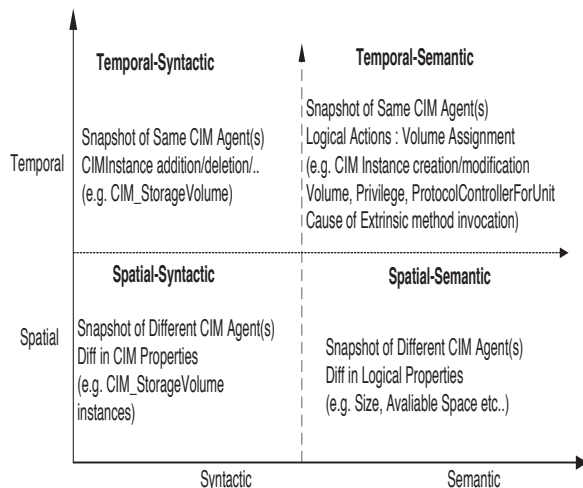 Temporal-Syntactic
Snapshot of Same CIM Agent(s)
CIMInstance addition/deletion/..
(e.g. CIM_StorageVolume)
Temporal-Semantic
Snapshot of Same CIM Agent(s)
Logical Actions : Volume Assignment
(e.g. CIM Instance creation/modification
Volume, Privilege, ProtocolControllerForUnit
Cause of Extrinsic method invocation)
Temporal
Spatial-Syntactic
Snapshot of Different CIM Agent(s)
Diff in CIM Properties
(e.g. CIM_StorageVolume
instances)
Spatial-Semantic
Snapshot of Different CIM Agent(s)
Diff in Logical Properties
(e.g. Size, Avaliable Space etc..)
Spatial
Syntactic
Semantic